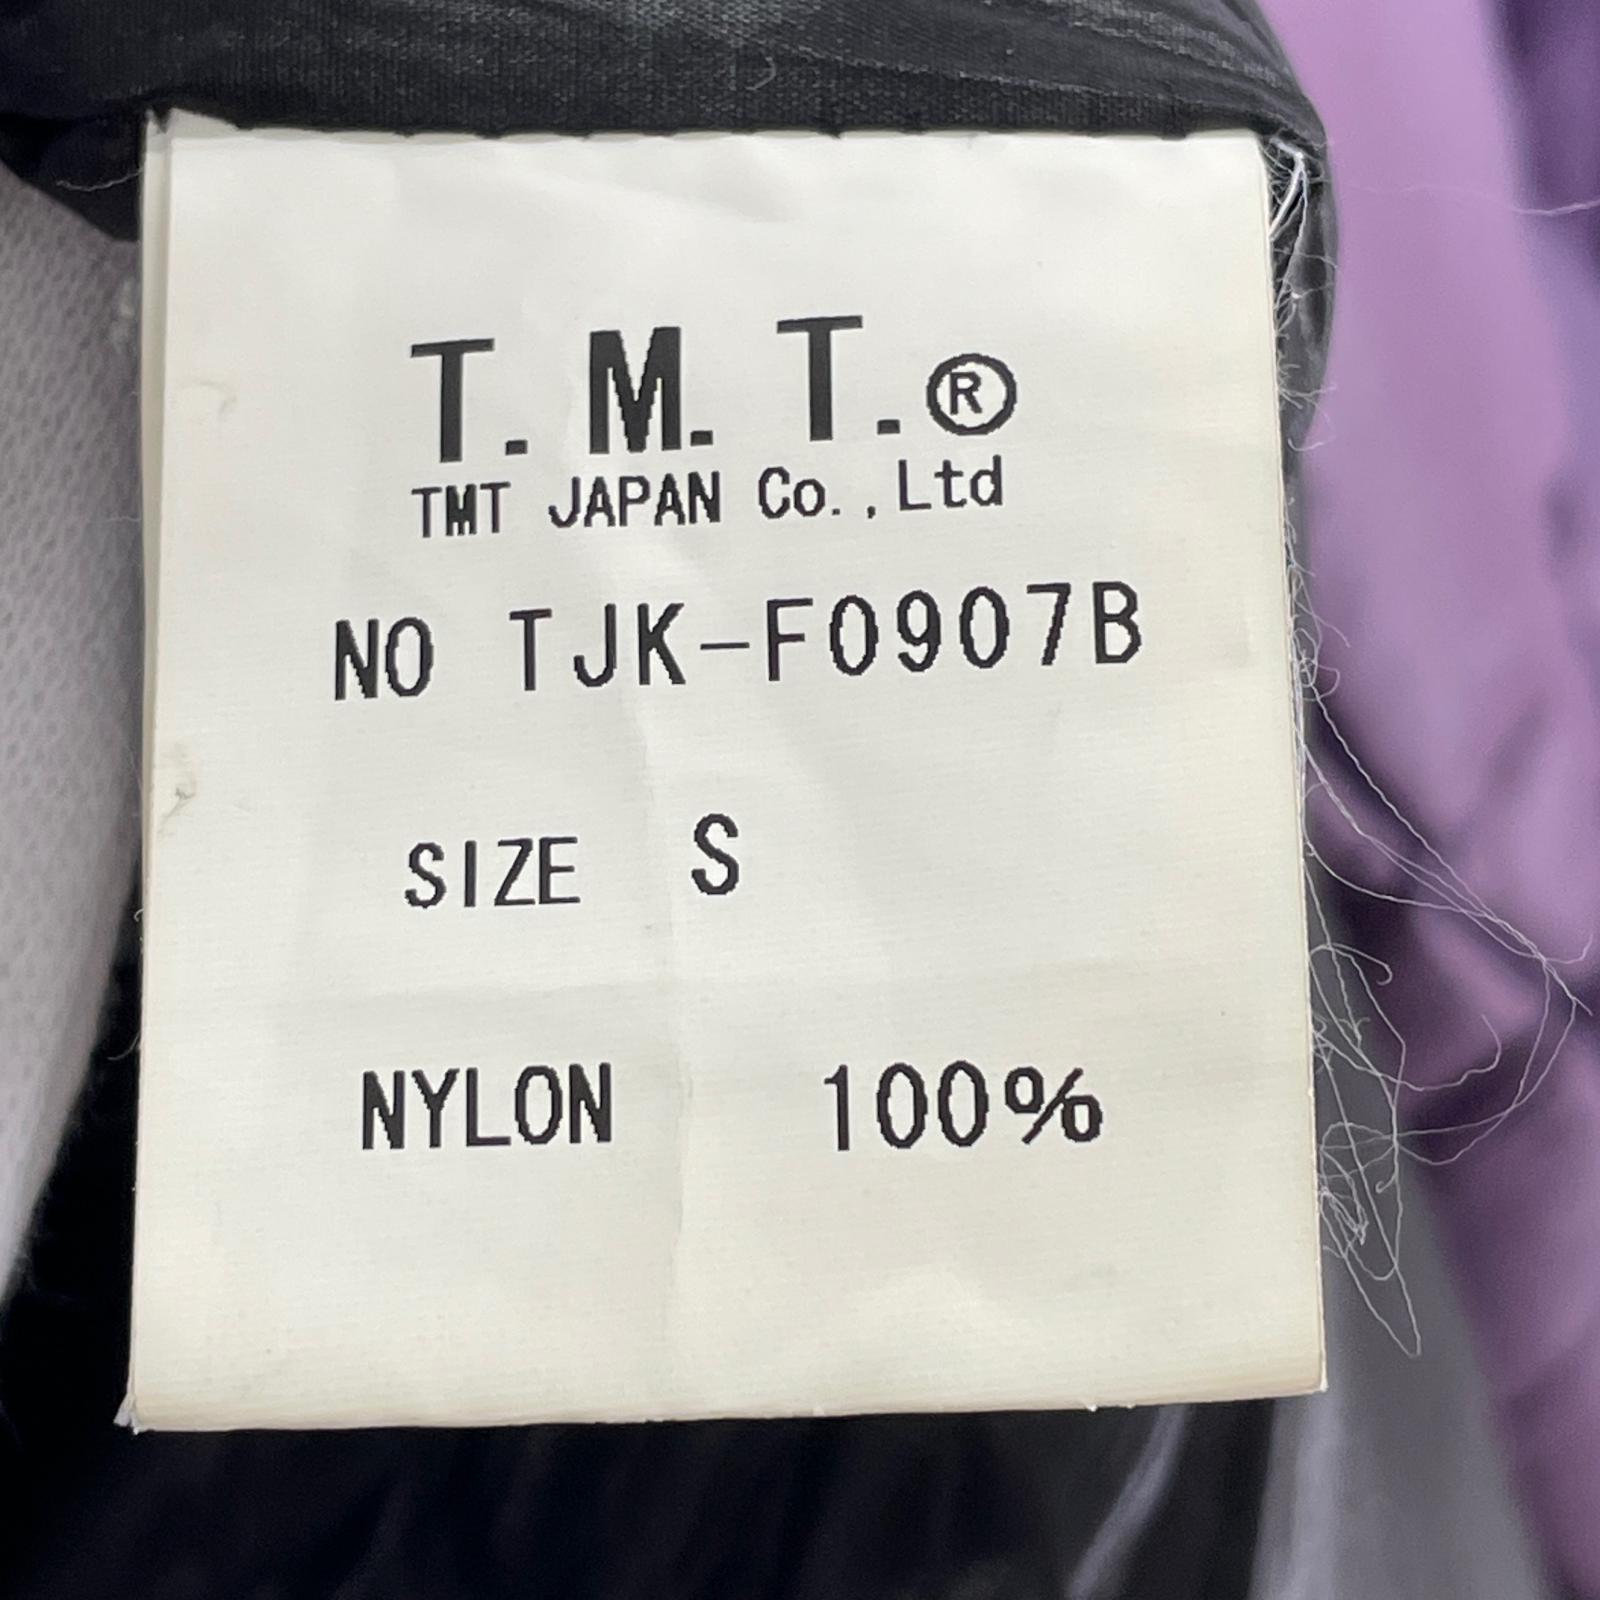 T. M. T.®
TMT JAPAN Co.,Ltd
NO TJK-F0907B
SIZE S
NYLON 100%